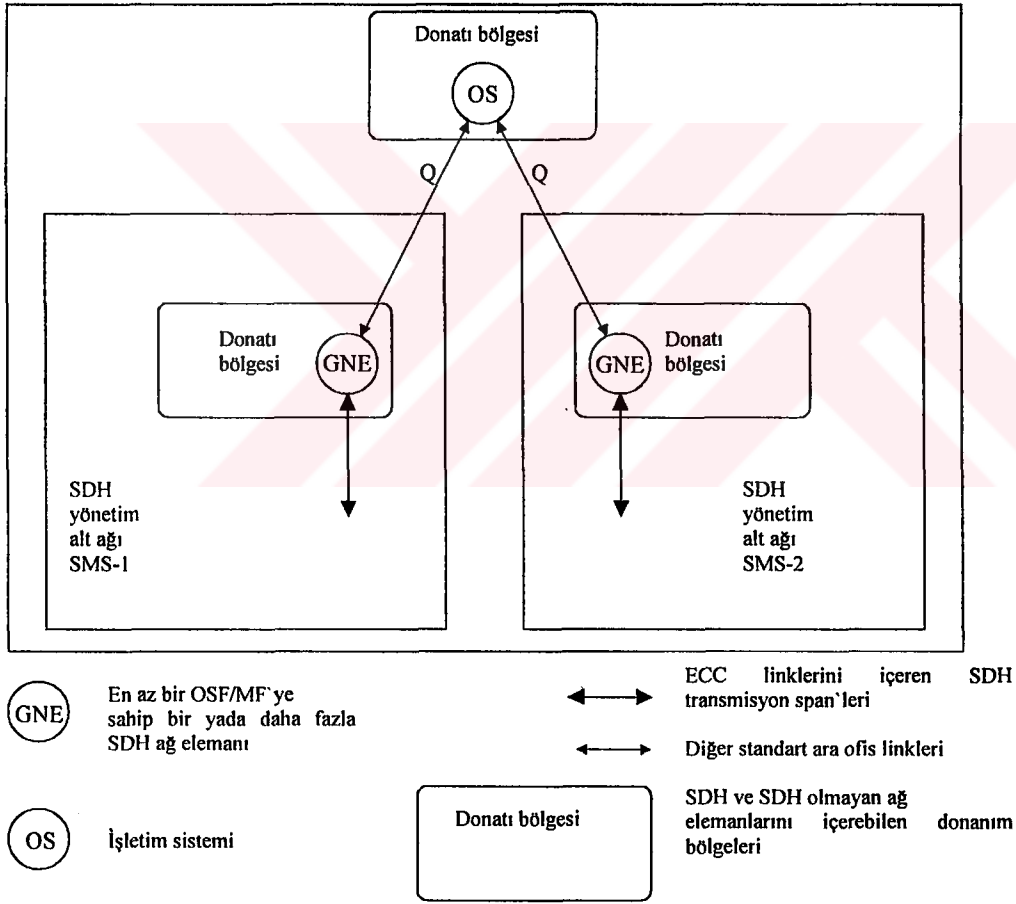 Donatı bölgesi
OS
Q
Q
Donatı
bölgesi
GNE
GNE
Donatı
bölgesi
SDH
yönetim
alt ağı
SMS-1
SDH
yönetim
alt ağı
SMS-2
GNE
En az bir OSF/MF`ye
sahip bir yada daha fazla
SDH ağ elemanı
ECC linklerini içeren SDH
transmisyon span`leri
Diğer standart ara ofis linkleri
OS
İşletim sistemi
Donatı bölgesi
SDH ve SDH olmayan ağ
elemanlarını içerebilen donanım
bölgeleri